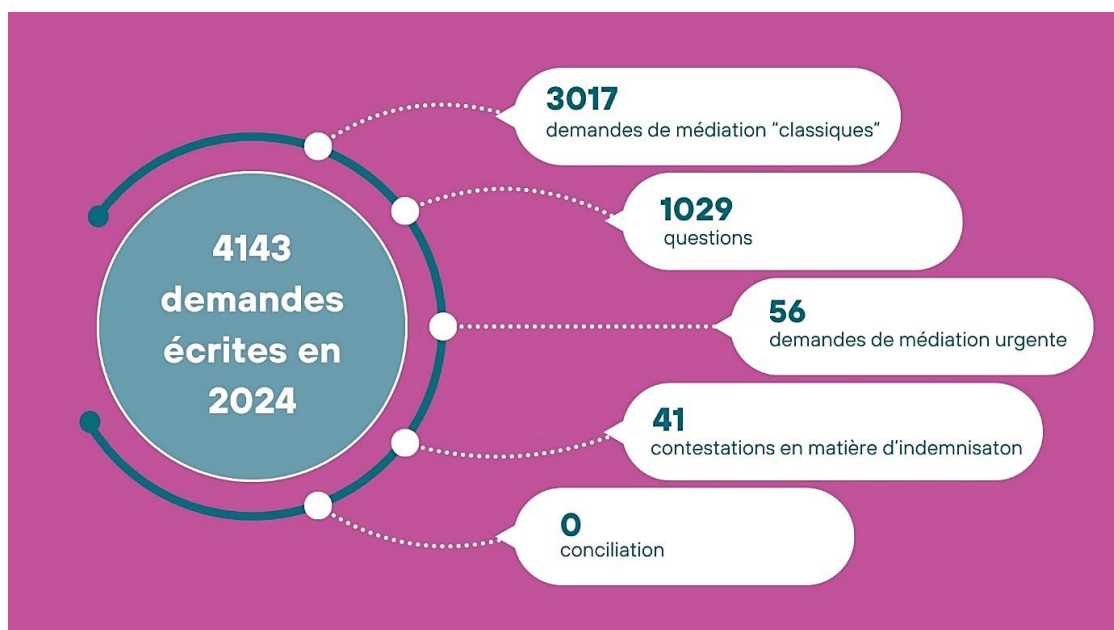 4143
demandes
écrites en
2024
3017
demandes de médiation "classiques"
1029
questions
56
demandes de médiation urgente
41
contestations en matière d'indemnisaton
0
conciliation